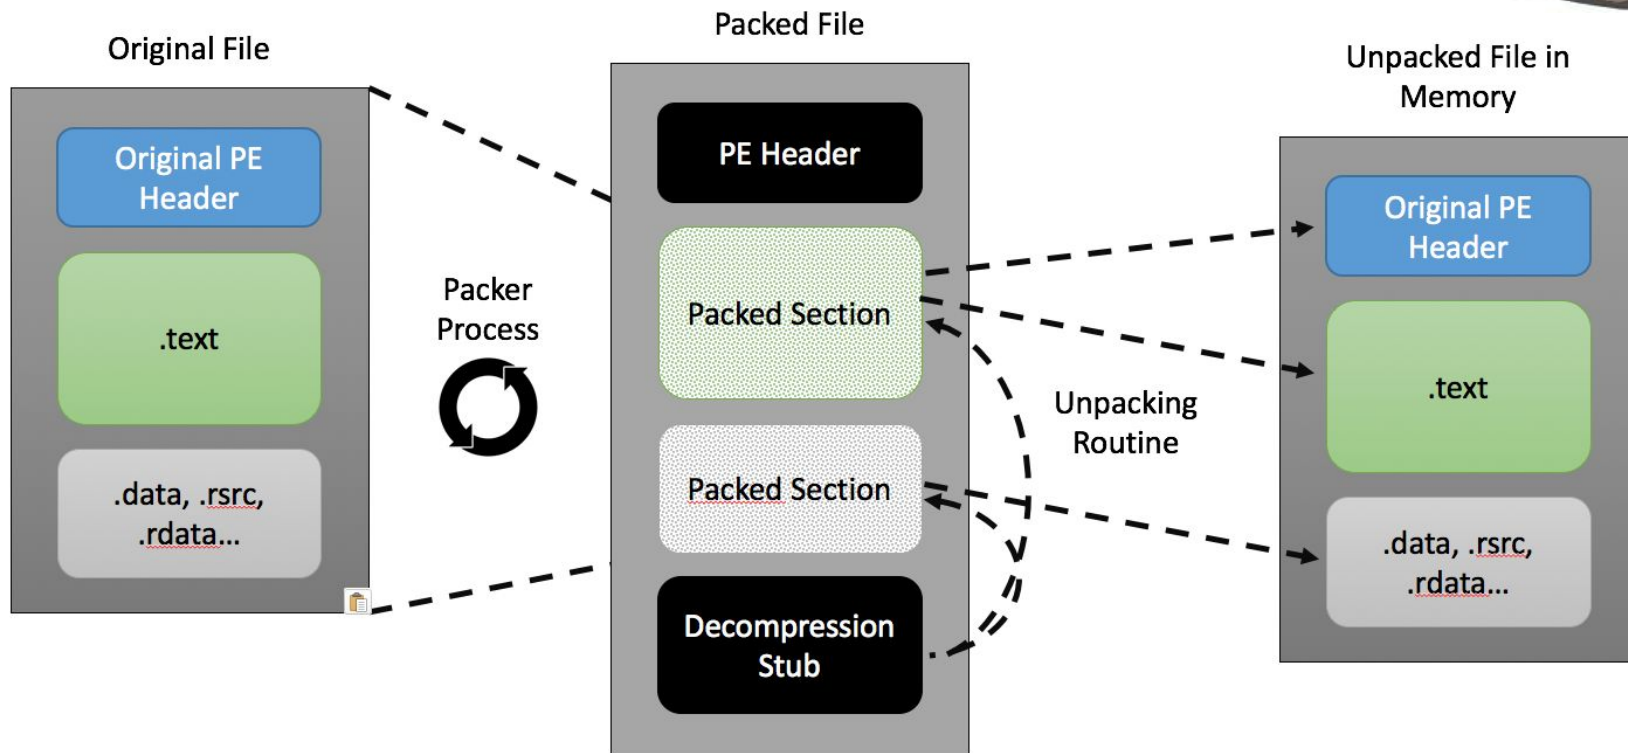 Original File
Original PE
Header
.text
.data, .rsrc,
.rdata...
Packer
Process
Packed File
PE Header
Packed Section
Packed Section
Decompression
Stub
Unpacking
Routine
Unpacked File in
Memory
Original PE
Header
.text
.data, .rsrc,
.rdata...